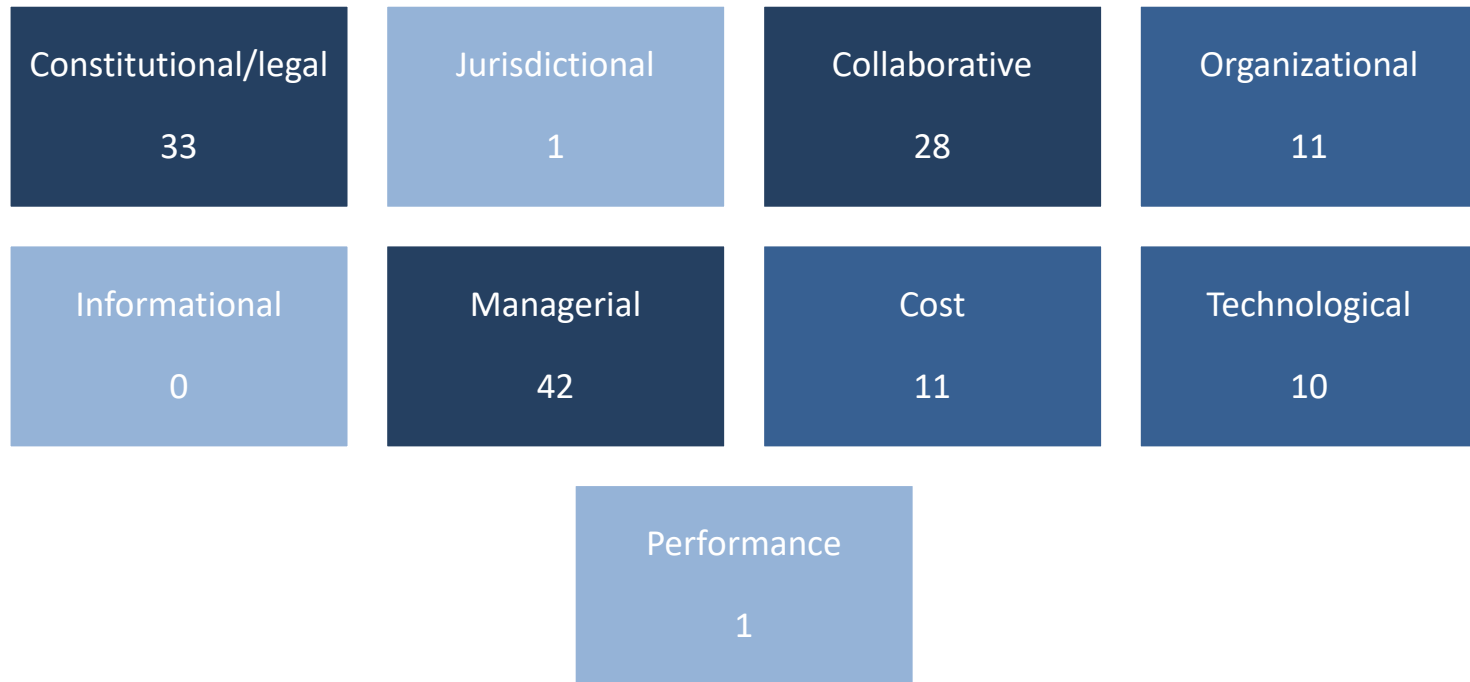 Constitutional/legal
33
Jurisdictional
1
Collaborative
28
Organizational
11
Informational
0
Managerial
42
Cost
11
Technological
10
Performance
1